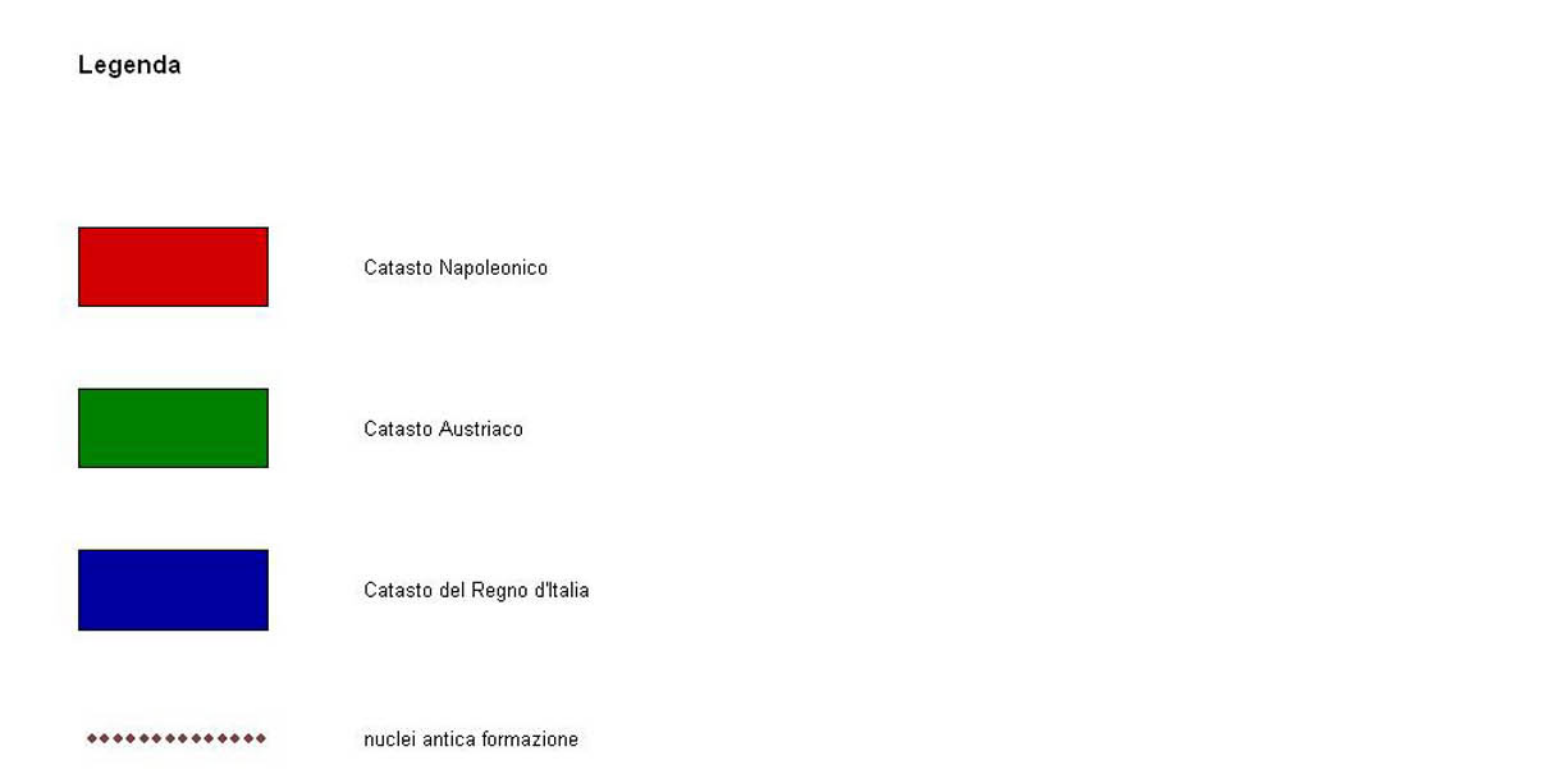 Legenda
Catasto Napoleonico
Catasto Austriaco
Catasto del Regno d'Italia
nuclei antica formazione